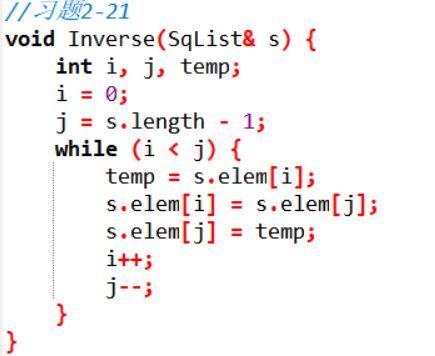 //习题2-21
void Inverse(SqList& s) {
    int i, j, temp;
    i = 0;
    j = s.length - 1;
    while (i < j) {
        temp = s.elem[i];
        s.elem[i] = s.elem[j];
        s.elem[j] = temp;
        i++;
        j--;
    }
}